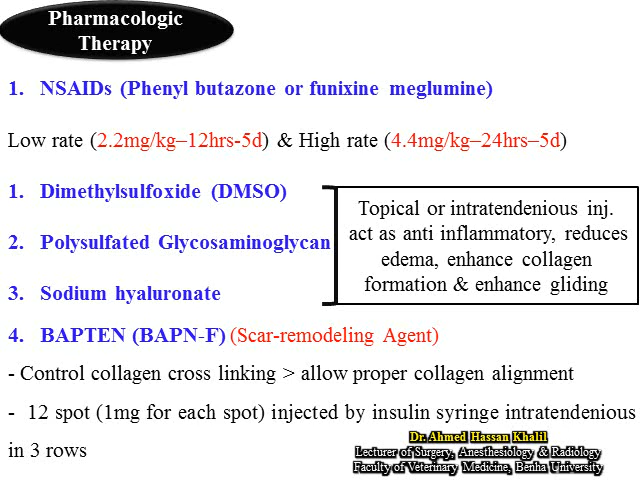 Pharmacologic
Therapy
1. NSAIDs (Phenyl butazone or funixine meglumine)
Low rate (2.2mg/kg–12hrs-5d) & High rate (4.4mg/kg–24hrs–5d)
1. Dimethylsulfoxide (DMSO)
2. Polysulfated Glycosaminoglycan
3. Sodium hyaluronate
Topical or intratendenious inj.
act as anti inflammatory, reduces
edema, enhance collagen
formation & enhance gliding
4. BAPTEN (BAPN-F) (Scar-remodeling Agent)
- Control collagen cross linking > allow proper collagen alignment
- 12 spot (1mg for each spot) injected by insulin syringe intratendenious
in 3 rows
Dr. Ahmed Hassan Khalil
Lecturer of Surgery, Anesthesiology & Radiology
Faculty of Veterinary Medicine, Benha University